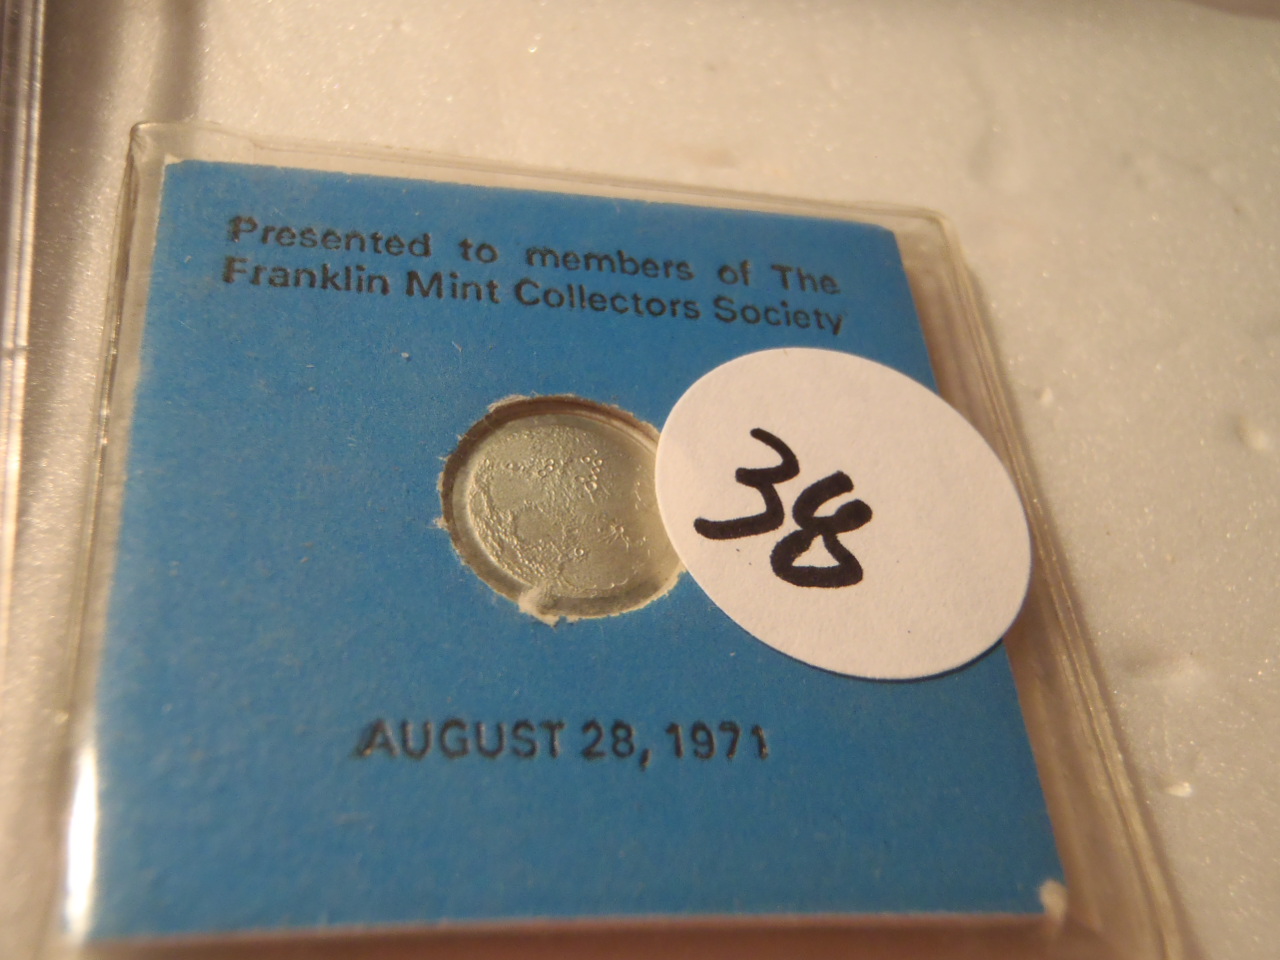 Presented to members of The
Franklin Mint Collectors Society
38
AUGUST 28, 1971